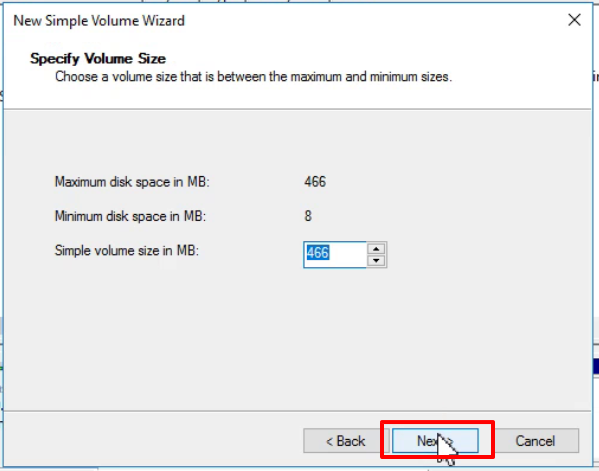 New Simple Volume Wizard
Specify Volume Size
Choose a volume size that is between the maximum and minimum sizes.
Maximum disk space in MB: 466
Minimum disk space in MB: 8
Simple volume size in MB: 466
< Back Next > Cancel